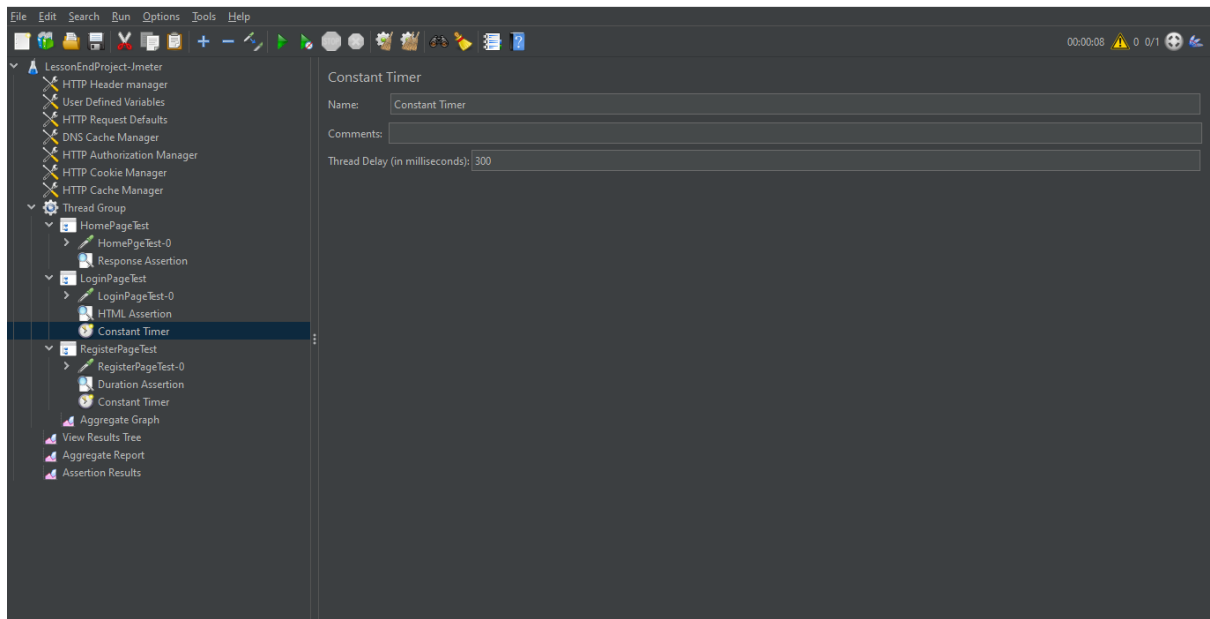 File Edit Search Run Options Tools Help
00:00:08 0 0/1
LessonEndProject-Jmeter
HTTP Header manager
User Defined Variables
HTTP Request Defaults
DNS Cache Manager
HTTP Authorization Manager
HTTP Cookie Manager
HTTP Cache Manager
Thread Group
HomePageTest
HomePgeTest-0
Response Assertion
LoginPageTest
LoginPageTest-0
HTML Assertion
Constant Timer
RegisterPageTest
RegisterPageTest-0
Duration Assertion
Constant Timer
Aggregate Graph
View Results Tree
Aggregate Report
Assertion Results
Constant Timer
Name: Constant Timer
Comments:
Thread Delay (in milliseconds): 300